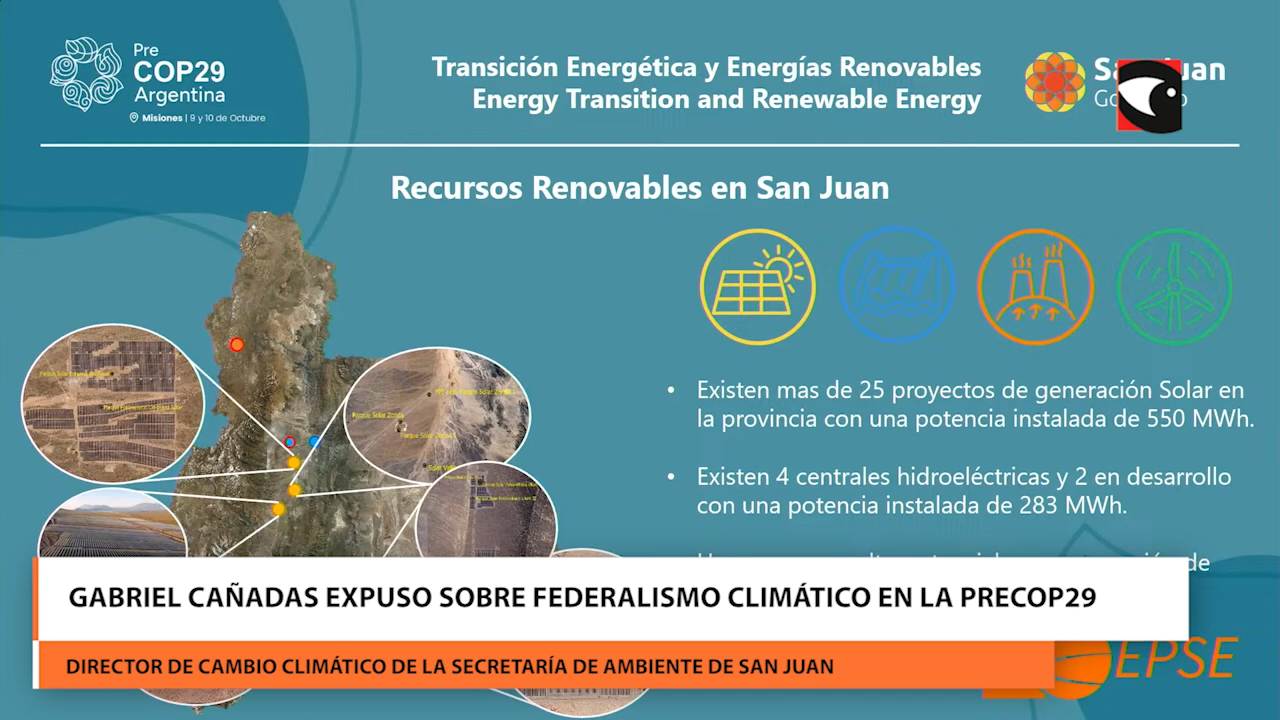 Pre
COP29
Argentina
Misiones | 9 y 10 de Octubre
Transición Energética y Energías Renovables
Energy Transition and Renewable Energy
Recursos Renovables en San Juan
• Existen mas de 25 proyectos de generación Solar en
la provincia con una potencia instalada de 550 MWh.
• Existen 4 centrales hidroeléctricas y 2 en desarrollo
con una potencia instalada de 283 MWh.
de
Parque Solar Zonda
GABRIEL CAÑADAS EXPUSO SOBRE FEDERALISMO CLIMÁTICO EN LA PRECOP29
DIRECTOR DE CAMBIO CLIMÁTICO DE LA SECRETARÍA DE AMBIENTE DE SAN JUAN
EPSE